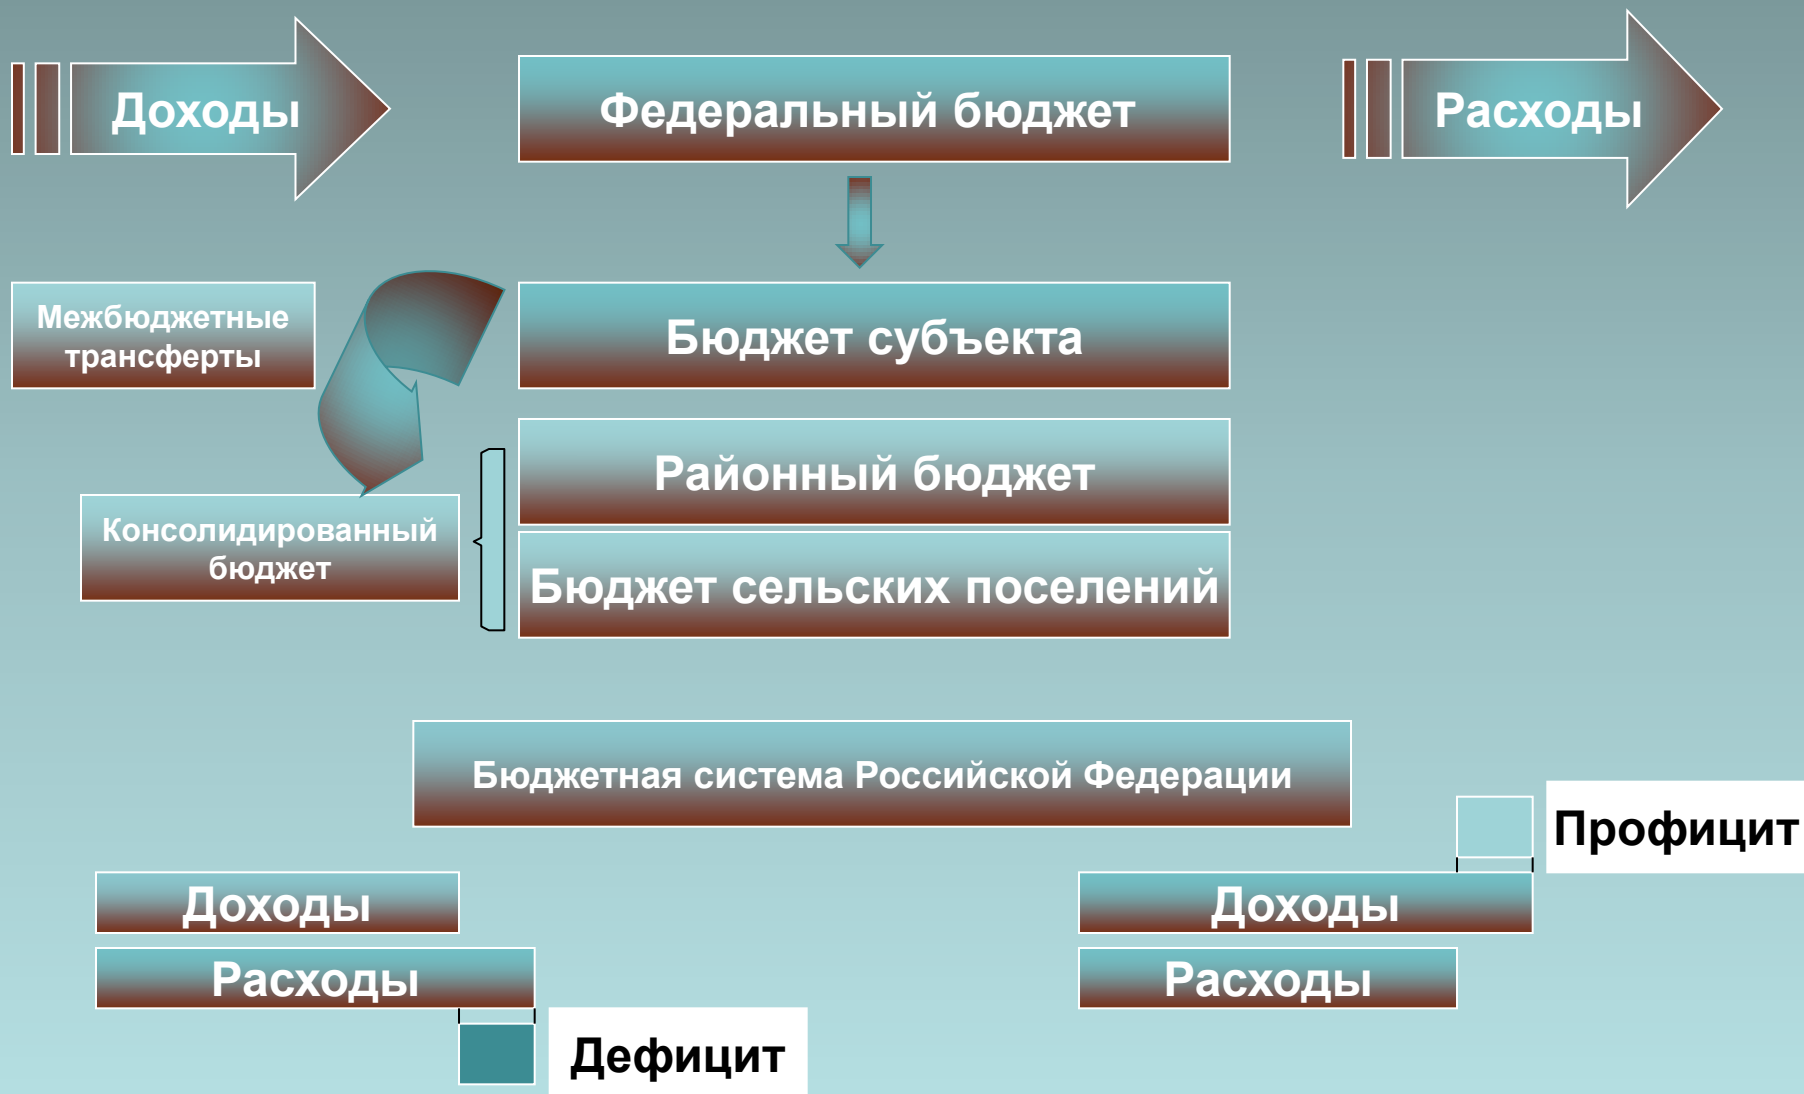 Доходы
Федеральный бюджет
Расходы
Межбюджетные
трансферты
Бюджет субъекта
Районный бюджет
Консолидированный
бюджет
Бюджет сельских поселений
Бюджетная система Российской Федерации
Профицит
Доходы
Доходы
Расходы
Расходы
Дефицит